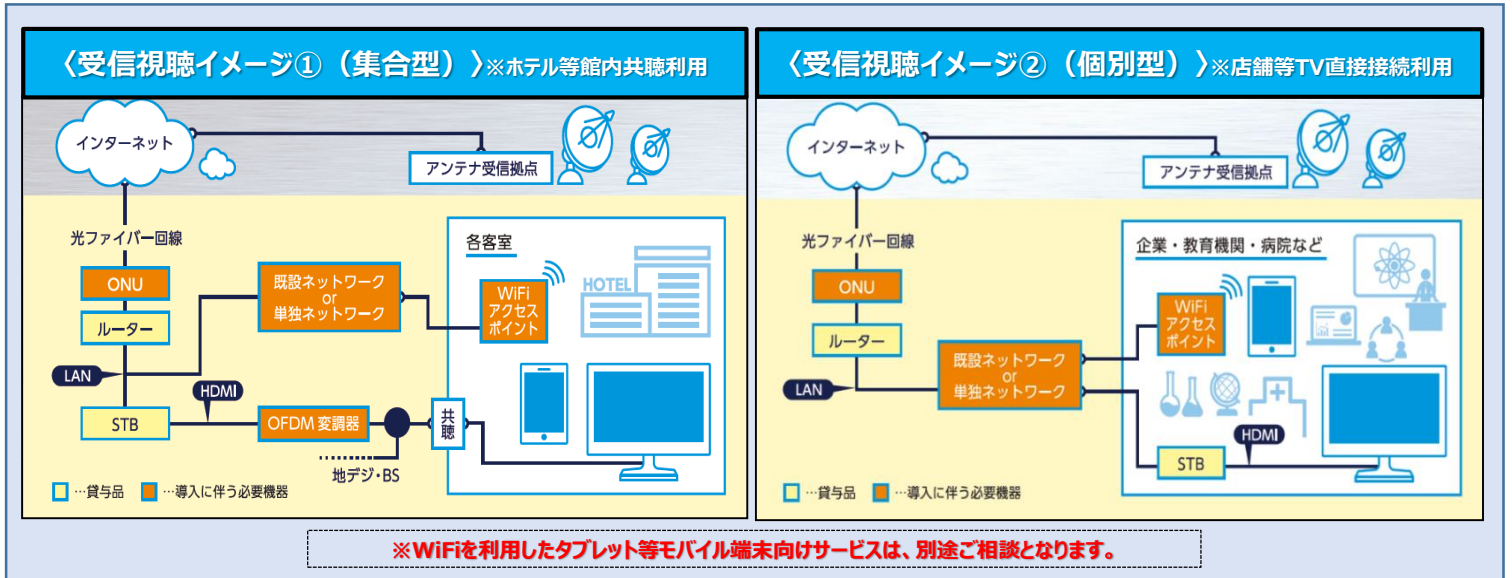 〈受信視聴イメージ①（集合型）〉※ホテル等館内共聴利用
インターネット
アンテナ受信拠点
光ファイバー回線
ONU
ルーター
LAN
STB
HDMI
既設ネットワーク
or
単独ネットワーク
OFDM 変調器
地デジ・BS
共聴
各客室
WiFi
アクセス
ポイント
HOTEL
…貸与品 …導入に伴う必要機器
〈受信視聴イメージ②（個別型）〉※店舗等TV直接接続利用
インターネット
アンテナ受信拠点
光ファイバー回線
ONU
ルーター
LAN
既設ネットワーク
or
単独ネットワーク
企業・教育機関・病院など
WiFi
アクセス
ポイント
HDMI
STB
…貸与品 …導入に伴う必要機器
※WiFiを利用したタブレット等モバイル端末向けサービスは、別途ご相談となります。